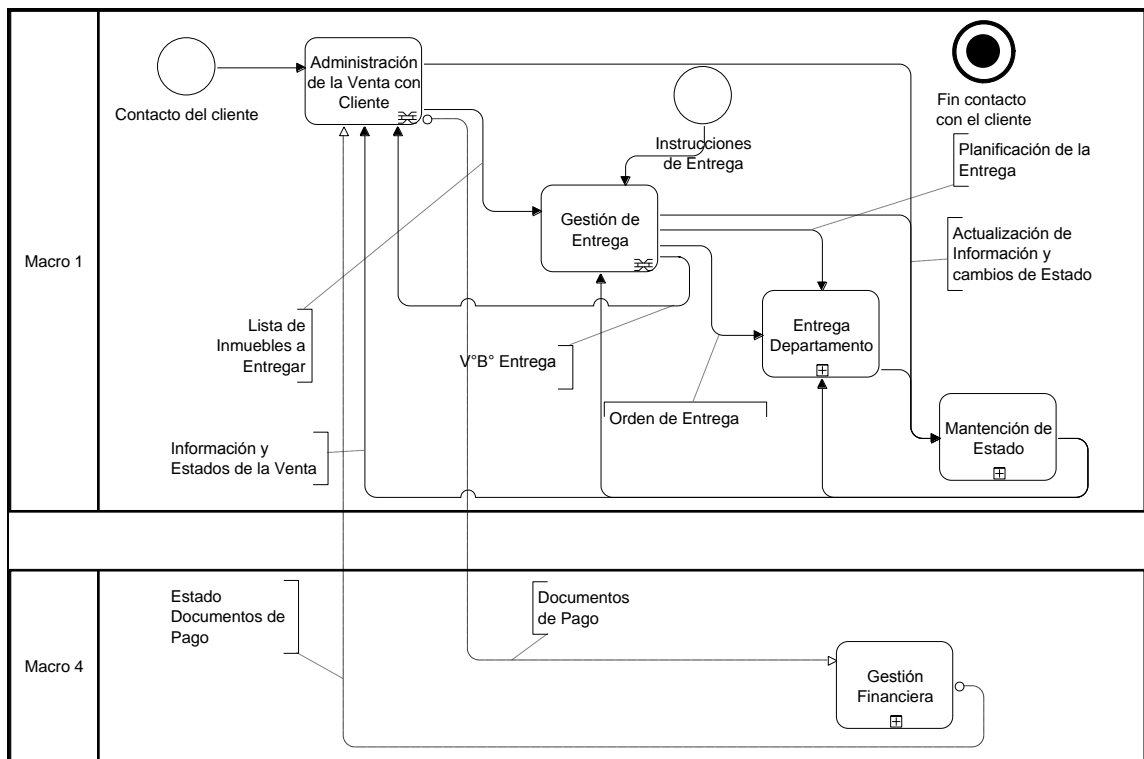 Macro 1
Contacto del cliente
Administración
de la Venta con
Cliente
Instrucciones
de Entrega
Fin contacto
con el cliente
Planificación de la
Entrega
Gestión de
Entrega
Actualización de
Información y
cambios de Estado
Lista de
Inmuebles a
Entregar
V°B° Entrega
Entrega
Departamento
Orden de Entrega
Mantención de
Estado
Información y
Estados de la Venta
Macro 4
Estado
Documentos de
Pago
Documentos
de Pago
Gestión
Financiera